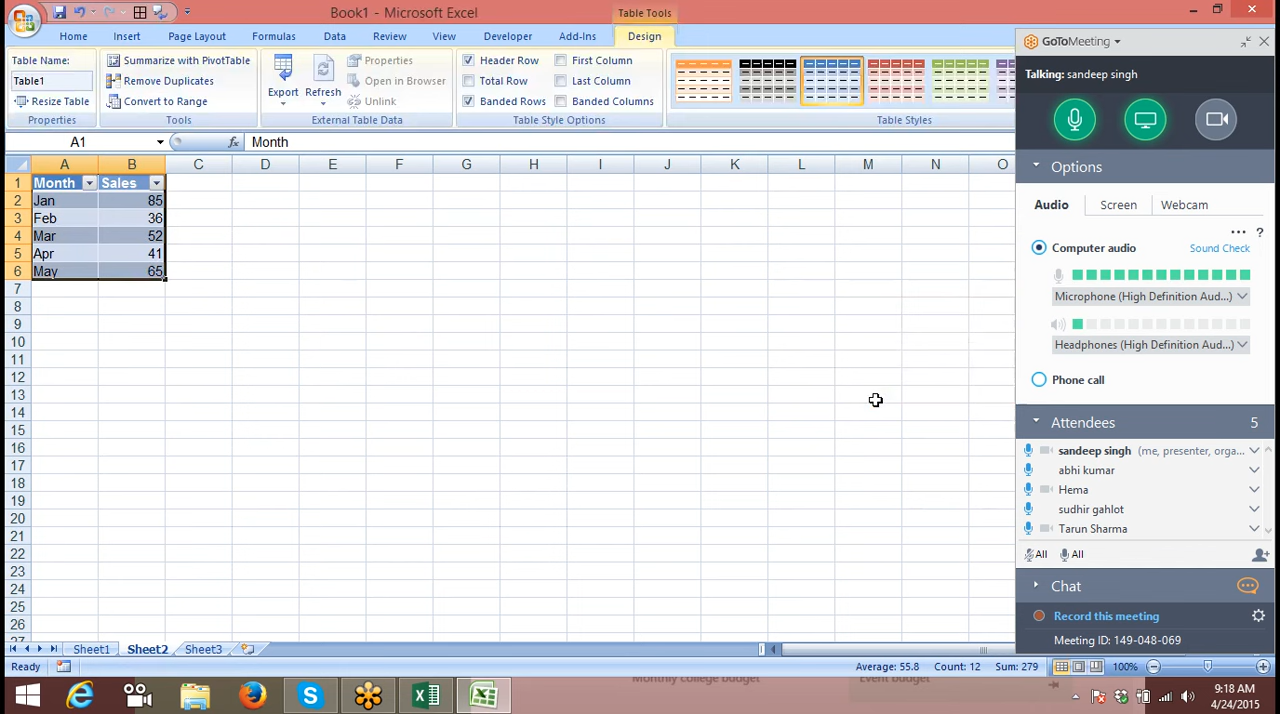 Book1 - Microsoft Excel
Table Tools
Home Insert Page Layout Formulas Data Review View Developer Add-Ins Design
Table Name:
Table1
Resize Table
Properties
Summarize with PivotTable
Remove Duplicates
Convert to Range
Tools
Export
Refresh
Properties
Open in Browser
Unlink
External Table Data
Header Row
Total Row
Banded Rows
First Column
Last Column
Banded Columns
Table Style Options
Table Styles
A1 fx Month
A B C D E F G H I J K L M N O
1 Month Sales
2 Jan 85
3 Feb 36
4 Mar 52
5 Apr 41
6 May 65
7
8
9
10
11
12
13
14
15
16
17
18
19
20
21
22
23
24
25
26
27
Sheet1 Sheet2 Sheet3
Ready Average: 55.8 Count: 12 Sum: 279 100%
Monthly college budget Event budget
GoToMeeting
Talking: sandeep singh
Options
Audio Screen Webcam
... ?
Computer audio Sound Check
Microphone (High Definition Aud...)
Headphones (High Definition Aud...)
Phone call
Attendees 5
sandeep singh (me, presenter, orga...
abhi kumar
Hema
sudhir gahlot
Tarun Sharma
All All
Chat
Record this meeting
Meeting ID: 149-048-069
9:18 AM
4/24/2015